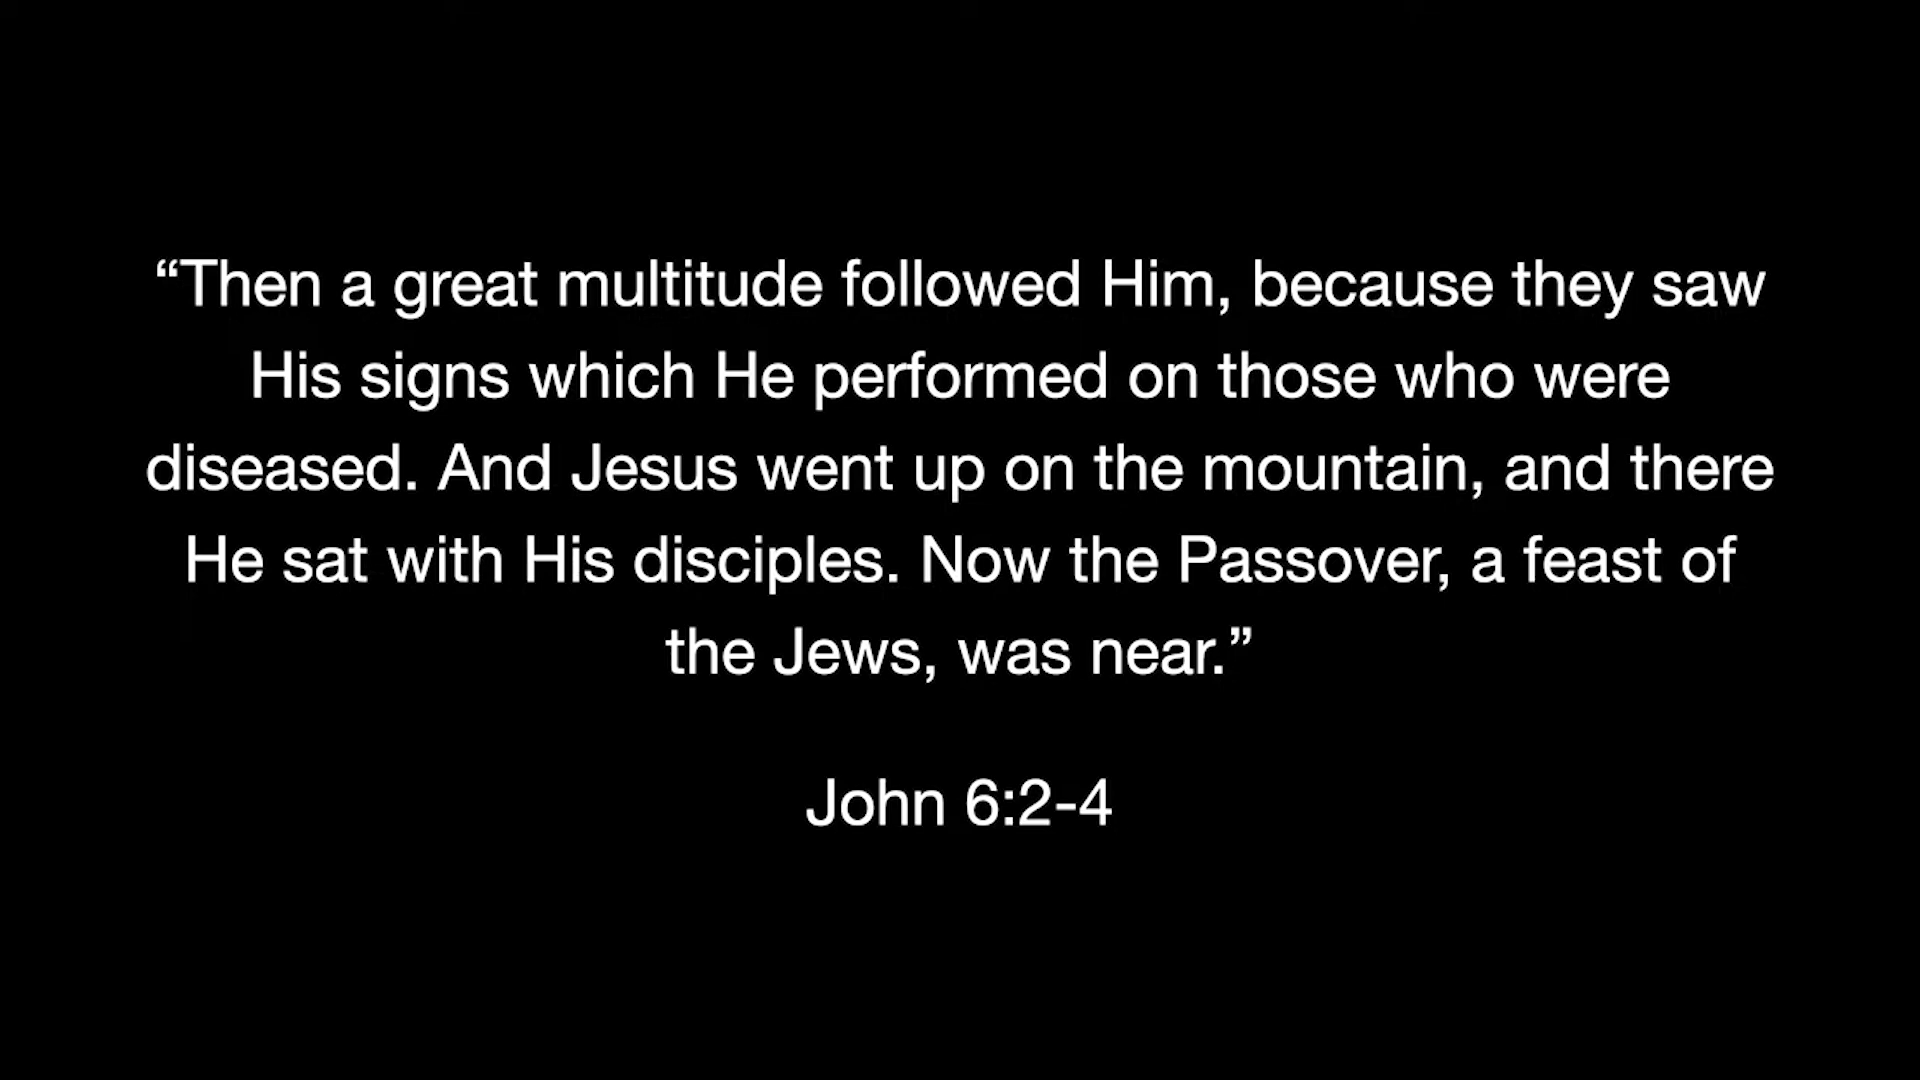 “Then a great multitude followed Him, because they saw
His signs which He performed on those who were
diseased. And Jesus went up on the mountain, and there
He sat with His disciples. Now the Passover, a feast of
the Jews, was near.”
John 6:2-4